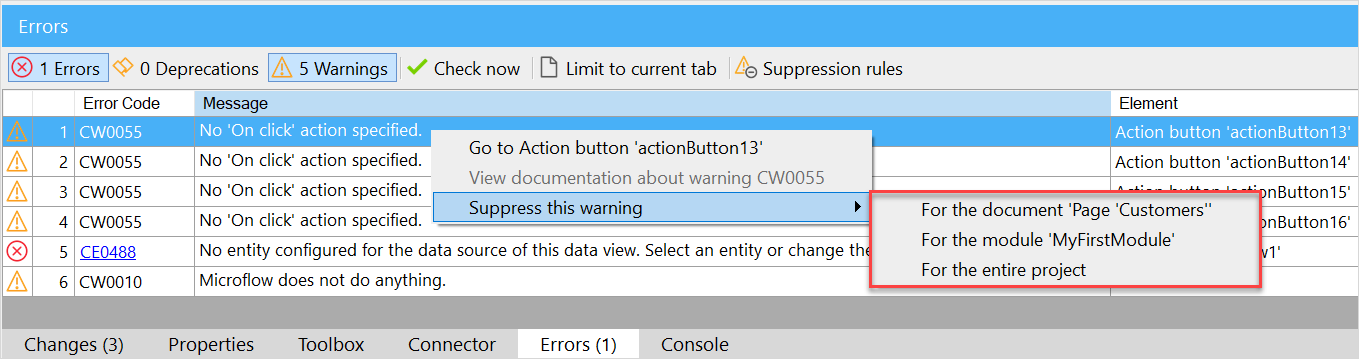 Errors
1 Errors 0 Deprecations 5 Warnings Check now Limit to current tab Suppression rules
Error Code Message Element
1 CW0055 No 'On click' action specified. Action button 'actionButton13'
2 CW0055 No 'On click' action specified. Action button 'actionButton14'
3 CW0055 No 'On click' action specified. Action button 'actionButton15'
4 CW0055 No 'On click' action specified. onButton16'
5 CE0488 No entity configured for the data source of this data view. Select an entity or change the w1'
6 CW0010 Microflow does not do anything.
Go to Action button 'actionButton13'
View documentation about warning CW0055
Suppress this warning
For the document 'Page 'Customers''
For the module 'MyFirstModule'
For the entire project
Changes (3) Properties Toolbox Connector Errors (1) Console